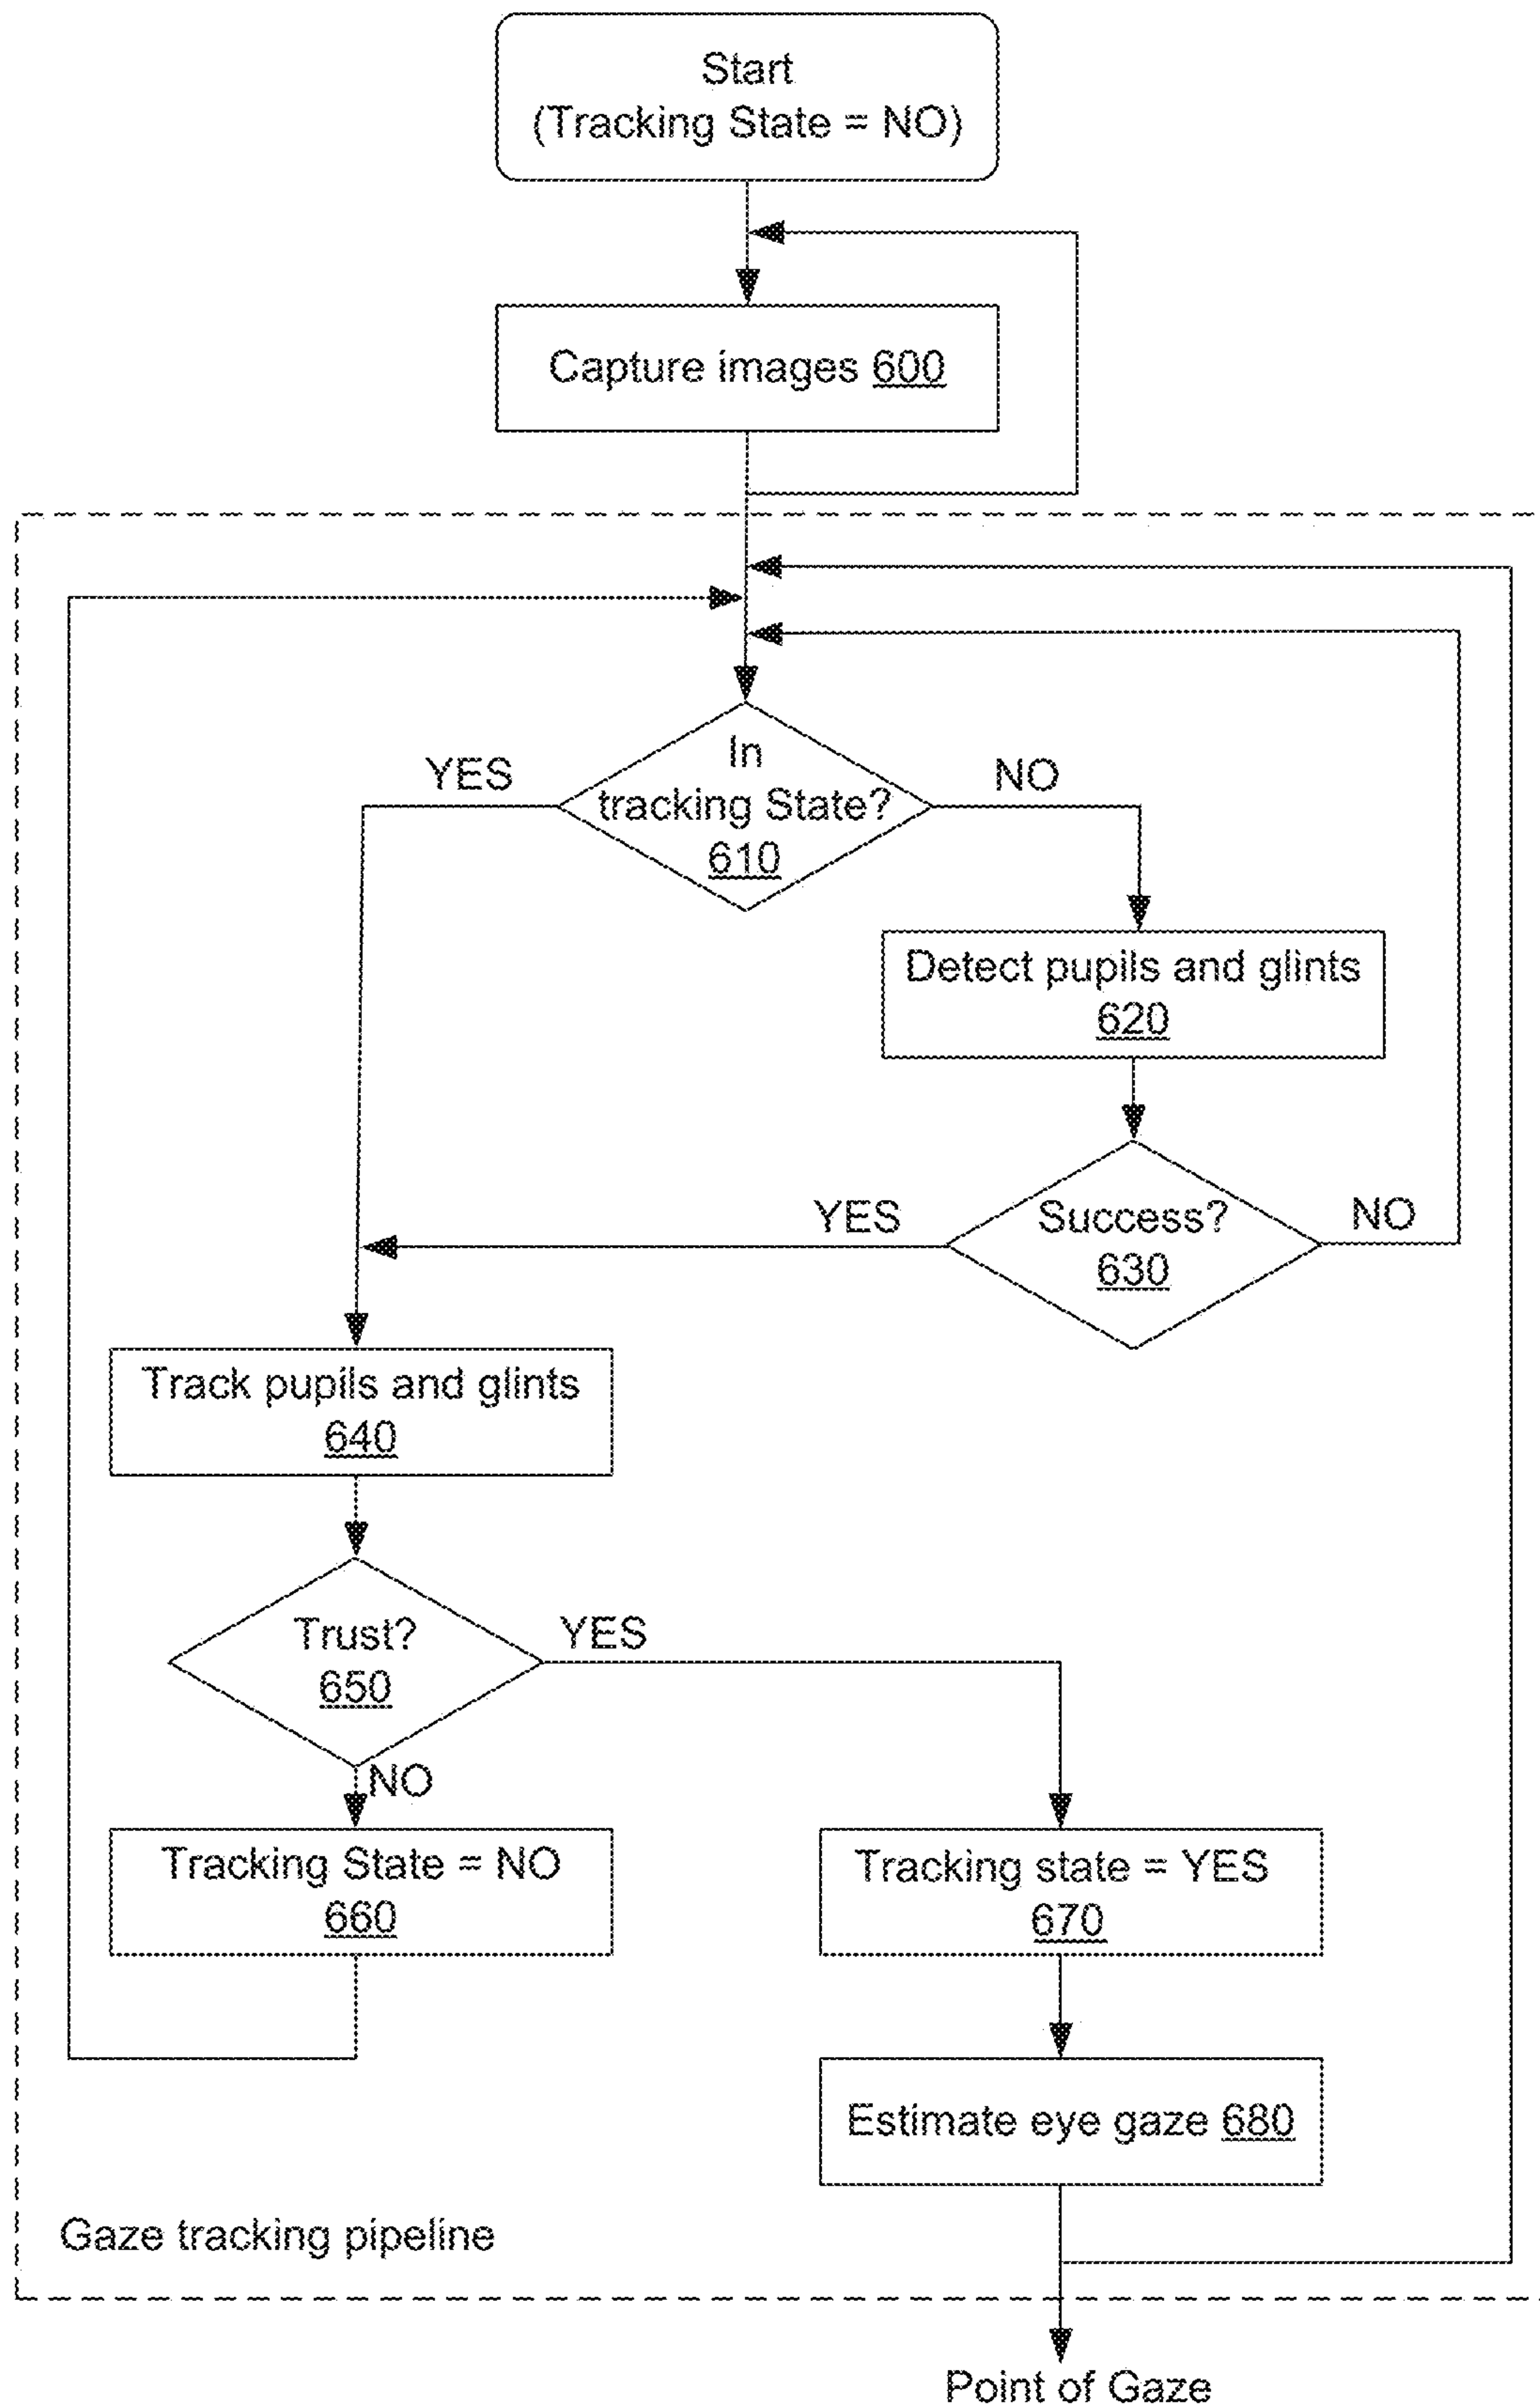 Start
(Tracking State = NO)
Capture images 600
YES
In
tracking State?
610
NO
Detect pupils and glints
620
YES
Success?
630
NO
Track pupils and glints
640
Trust?
650
YES
NO
Tracking State = NO
660
Tracking state = YES
670
Estimate eye gaze 680
Gaze tracking pipeline
Point of Gaze